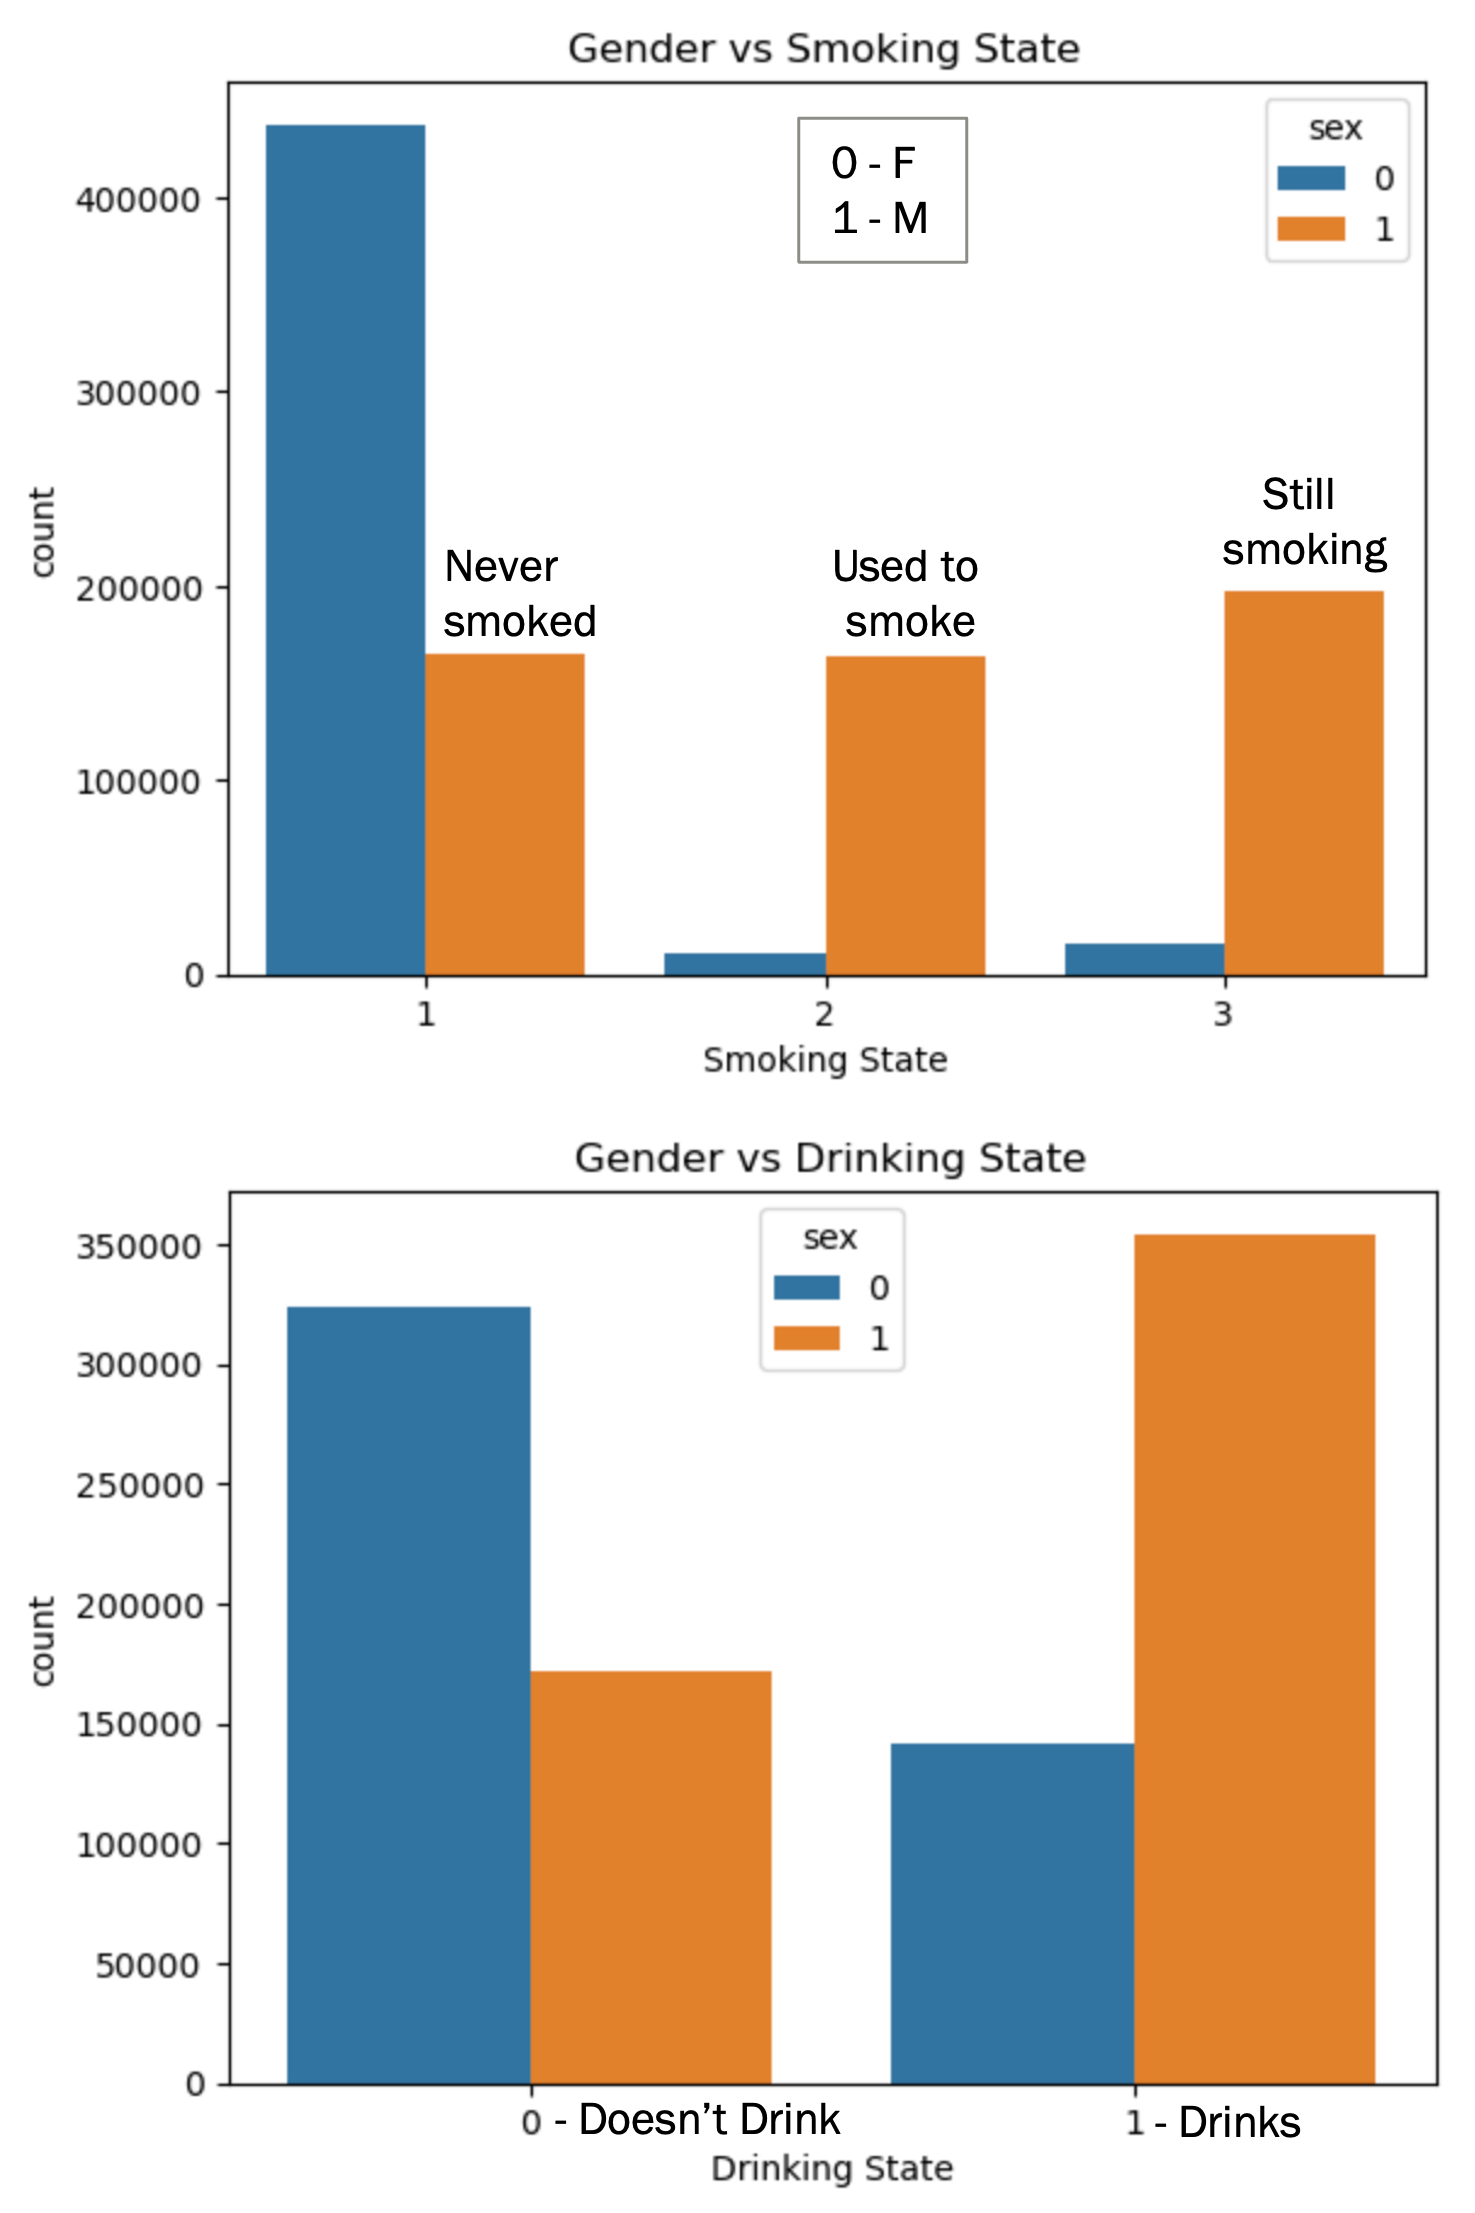 Gender vs Smoking State
0 - F
1 - M
sex
0
1
400000
300000
200000
100000
0
count
Never
smoked
Used to
smoke
Still
smoking
1
2
3
Smoking State
Gender vs Drinking State
sex
0
1
350000
300000
250000
200000
150000
100000
50000
0
count
0 - Doesn’t Drink
1 - Drinks
Drinking State